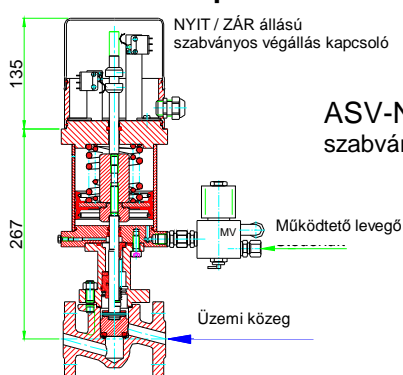 NYIT / ZÁR állású
szabványos végállás kapcsoló
135
ASV-N
szabván
267
MV
Működtető levegő
Üzemi közeg